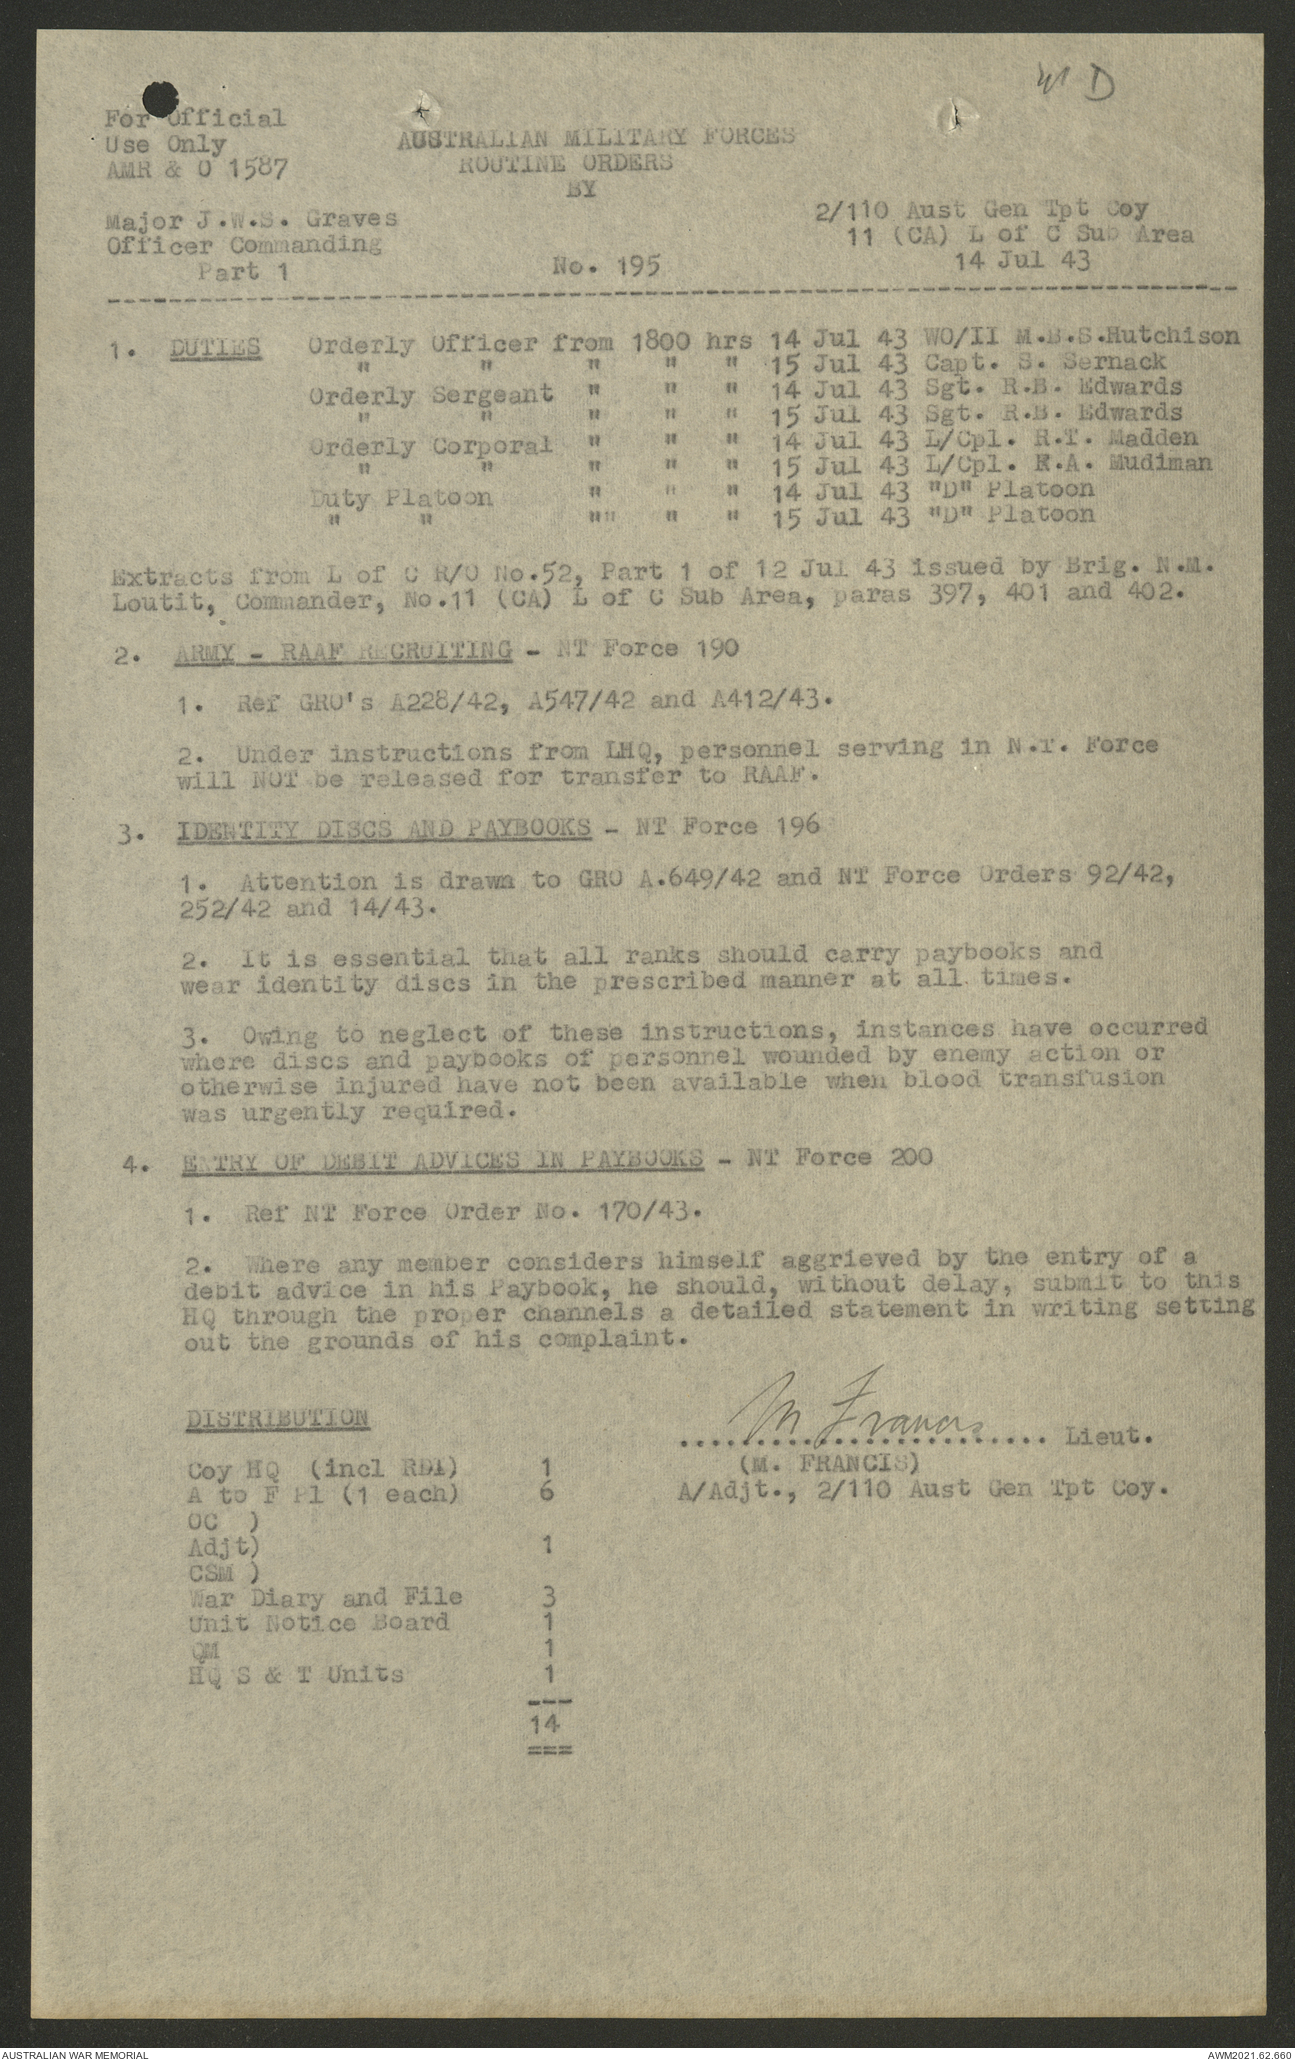 W D
For Official
Use Only
AMR & O 1587
AUSTRALIAN MILITARY FORCES
ROUTINE ORDERS
BY
Major J.W.S. Graves
Officer Commanding
Part 1
No. 195
2/110 Aust Gen Tpt Coy
11 (CA) L of C Sub Area
14 Jul 43
1. DUTIES Orderly Officer from 1800 hrs 14 Jul 43 WO/II M.B.S.Hutchison
" " " " " 15 Jul 43 Capt. S. Sernack
Orderly Sergeant " " " 14 Jul 43 Sgt. R.B. Edwards
" " " " " 15 Jul 43 Sgt. R.B. Edwards
Orderly Corporal " " " 14 Jul 43 L/Cpl. R.T. Madden
" " " " " 15 Jul 43 L/Cpl. R.A. Mudiman
Duty Platoon " " " 14 Jul 43 "D" Platoon
" " "" " " 15 Jul 43 "D" Platoon
Extracts from L of C R/O No.52, Part 1 of 12 Jul 43 issued by Brig. N.M.
Loutit, Commander, No.11 (CA) L of C Sub Area, paras 397, 401 and 402.
2. ARMY - RAAF RECRUITING - NT Force 190
1. Ref GRO's A228/42, A547/42 and A412/43.
2. Under instructions from LHQ, personnel serving in N.T. Force
will NOT be released for transfer to RAAF.
3. IDENTITY DISCS AND PAYBOOKS - NT Force 196
1. Attention is drawn to GRO A.649/42 and NT Force Orders 92/42,
252/42 and 14/43.
2. It is essential that all ranks should carry paybooks and
wear identity discs in the prescribed manner at all. times.
3. Owing to neglect of these instructions, instances have occurred
where discs and paybooks of personnel wounded by enemy action or
otherwise injured have not been available when blood transfusion
was urgently required.
4. ENTRY OF DEBIT ADVICES IN PAYBOOKS - NT Force 200
1. Ref NT Force Order No. 170/43.
2. Where any member considers himself aggrieved by the entry of a
debit advice in his Paybook, he should, without delay, submit to this
HQ through the proper channels a detailed statement in writing setting
out the grounds of his complaint.
DISTRIBUTION
M Francis
........................ Lieut.
(M. FRANCIS)
A/Adjt., 2/110 Aust Gen Tpt Coy.
Coy HQ (incl RDI) 1
A to F Pl (1 each) 6
OC )
Adjt) 1
CSM )
War Diary and File 3
Unit Notice Board 1
QM 1
HQ S & T Units 1
---
14
===
AUSTRALIAN WAR MEMORIAL
AWM2021.62.660